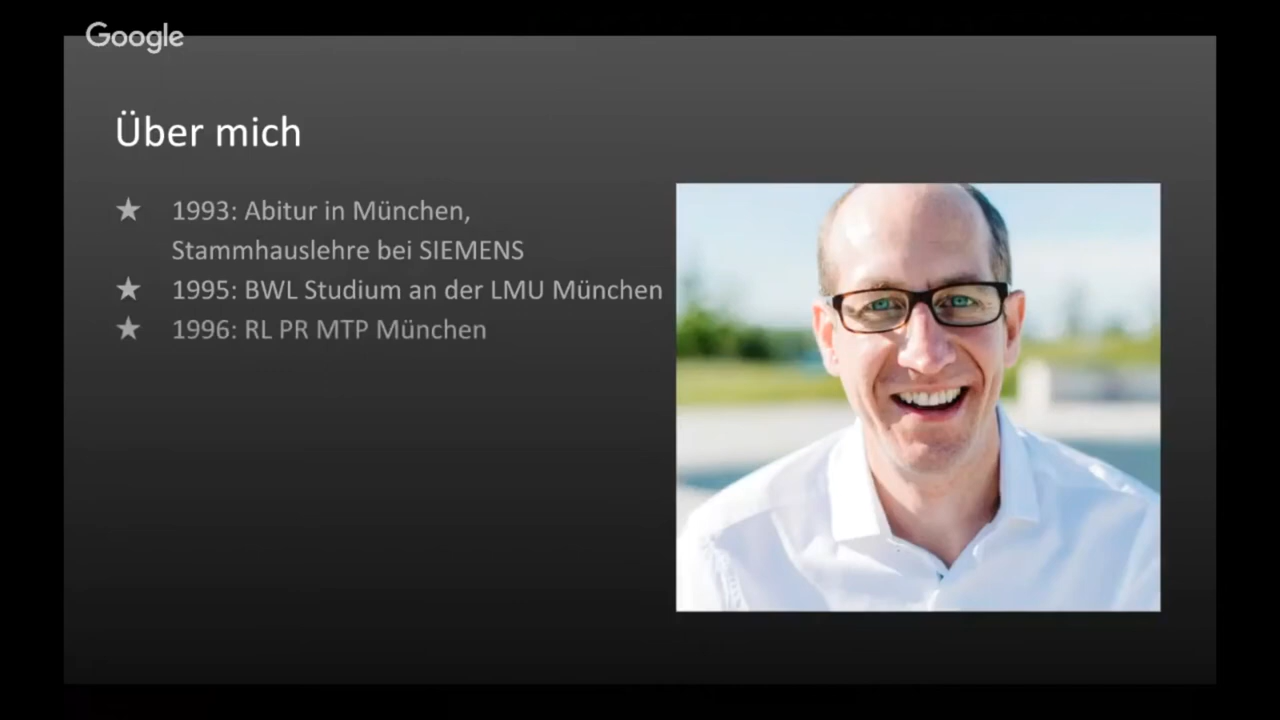 Google
Über mich
★ 1993: Abitur in München,
Stammhauslehre bei SIEMENS
★ 1995: BWL Studium an der LMU München
★ 1996: RL PR MTP München